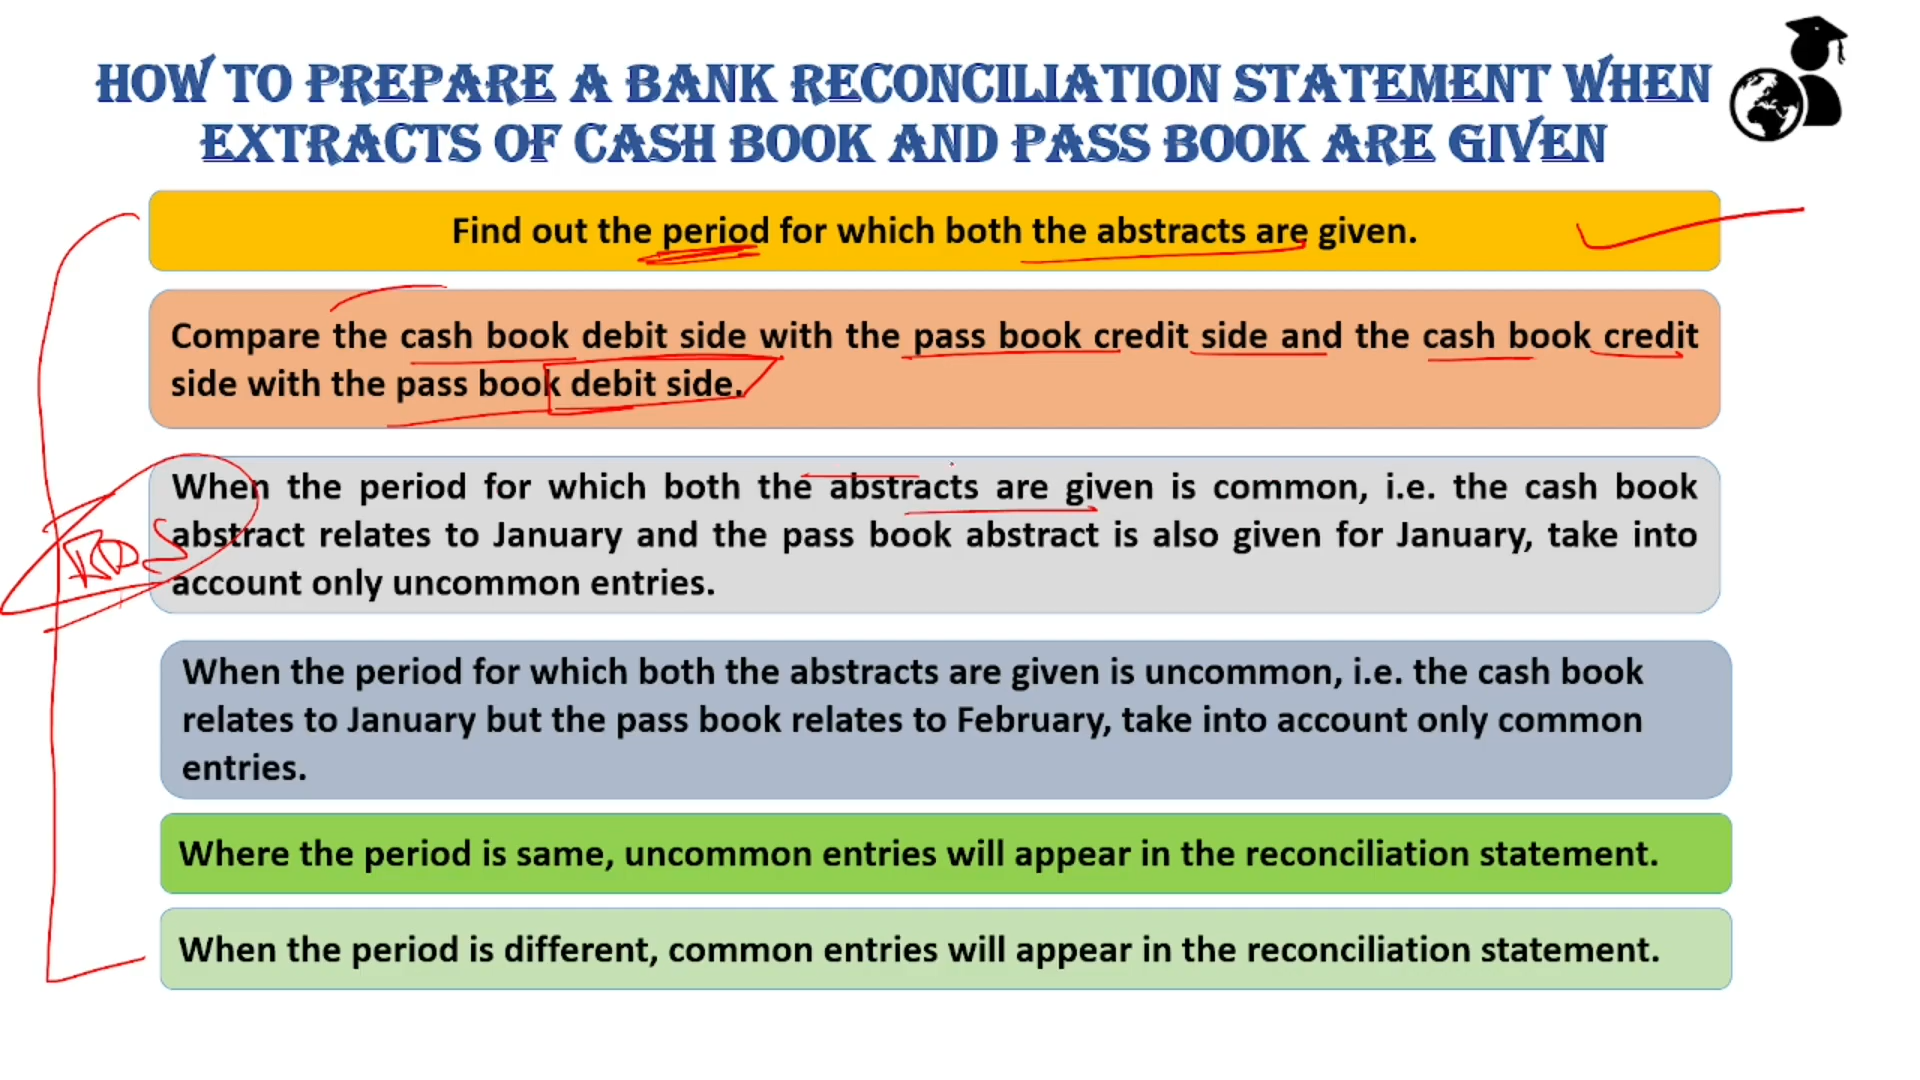 HOW TO PREPARE A BANK RECONCILIATION STATEMENT WHEN
EXTRACTS OF CASH BOOK AND PASS BOOK ARE GIVEN
Find out the period for which both the abstracts are given.
Compare the cash book debit side with the pass book credit side and the cash book credit
side with the pass book debit side.
When the period for which both the abstracts are given is common, i.e. the cash book
abstract relates to January and the pass book abstract is also given for January, take into
account only uncommon entries.
When the period for which both the abstracts are given is uncommon, i.e. the cash book
relates to January but the pass book relates to February, take into account only common
entries.
Where the period is same, uncommon entries will appear in the reconciliation statement.
When the period is different, common entries will appear in the reconciliation statement.